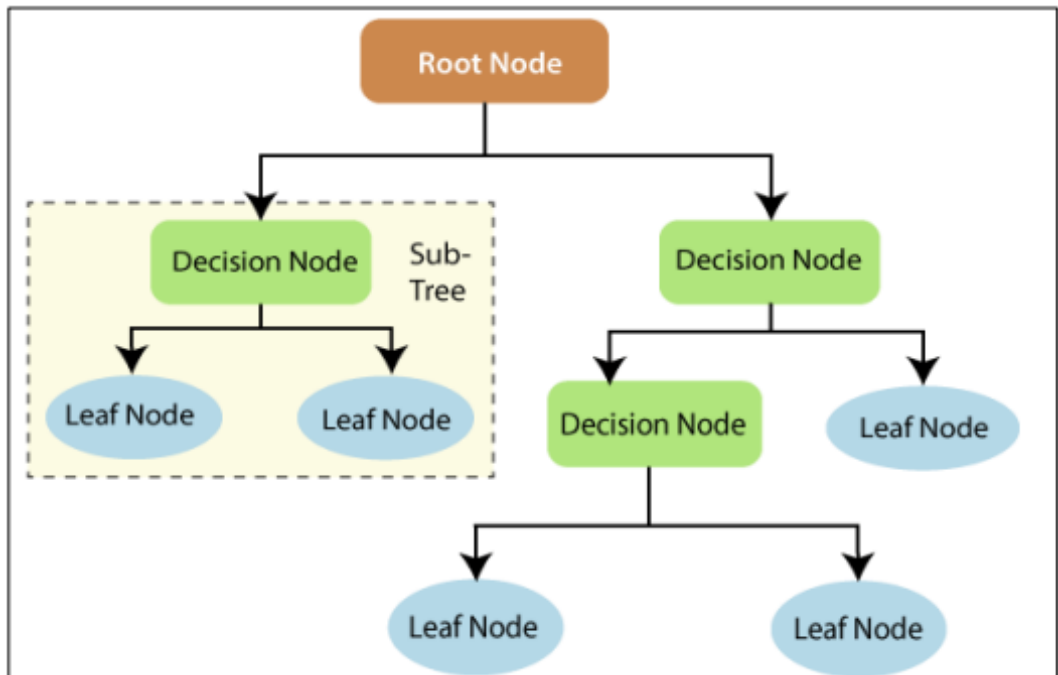 Root Node
Decision Node
Sub-
Tree
Decision Node
Leaf Node
Leaf Node
Decision Node
Leaf Node
Leaf Node
Leaf Node